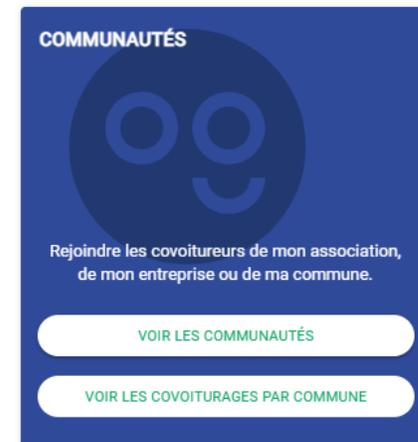 COMMUNAUTÉS
Rejoindre les covoitureurs de mon association,
de mon entreprise ou de ma commune.
VOIR LES COMMUNAUTÉS
VOIR LES COVOITURAGES PAR COMMUNE